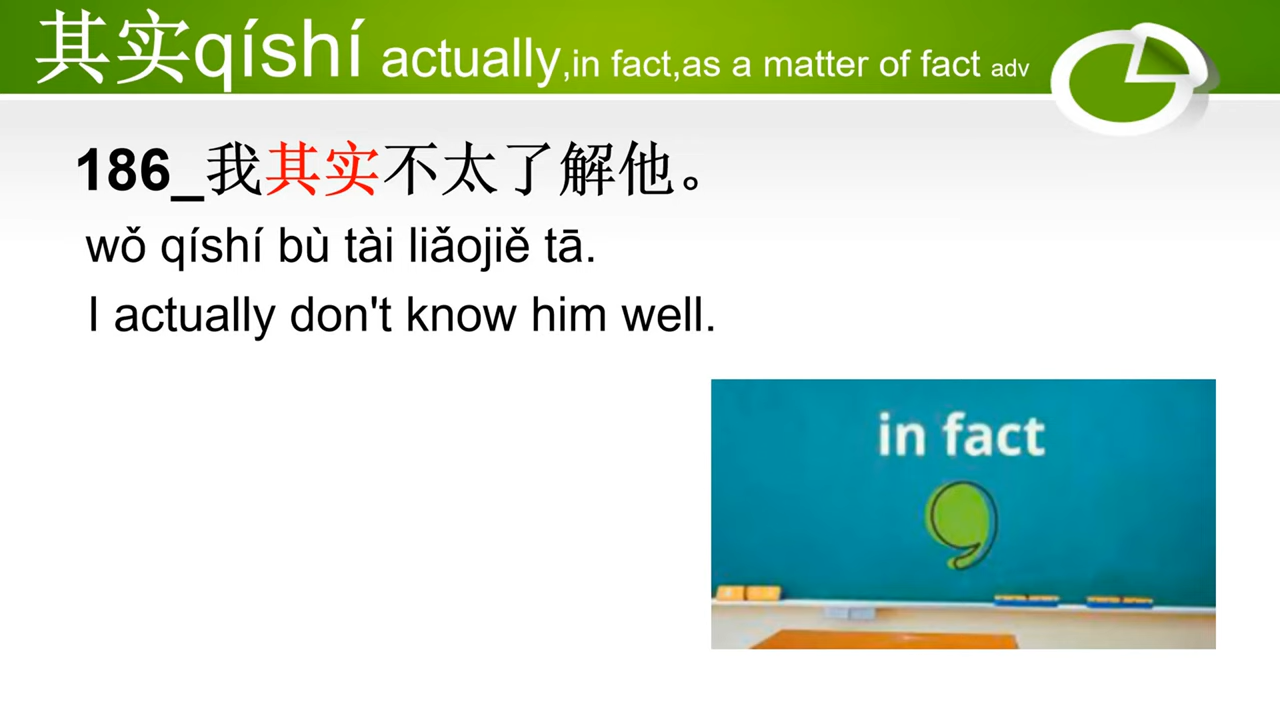 其实qíshí actually,in fact,as a matter of fact adv
186_我其实不太了解他。
wǒ qíshí bù tài liǎojiě tā.
I actually don't know him well.
in fact
,